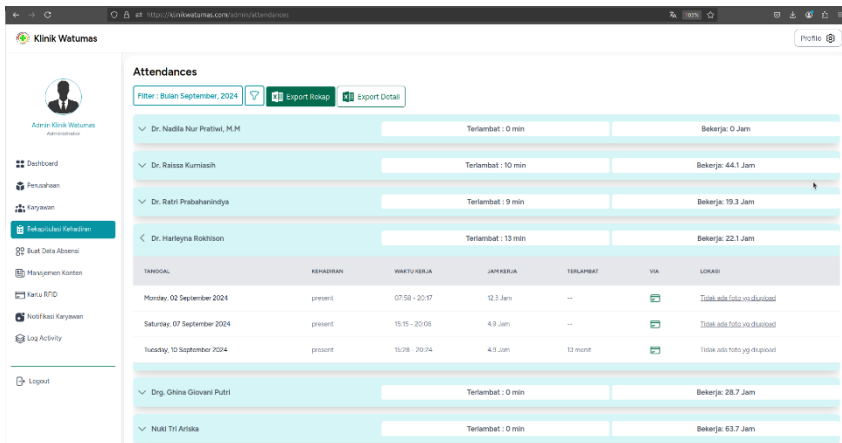 https://klinikwatumas.com/admin/attendances
Klinik Watumas
Profile
Attendances
Filter : Bulan September, 2024
Export Rekap
Export Detail
Admin Klinik Watumas
Administrator
Dashboard
Perusahaan
Karyawan
Rekapitulasi Kehadiran
Buat Data Absensi
Manajemen Konten
Kartu RFID
Notifikasi Karyawan
Log Activity
Logout
Dr. Nadila Nur Pratiwi, M.M Terlambat : 0 min Bekerja: 0 Jam
Dr. Raissa Kurniasih Terlambat : 10 min Bekerja: 44.1 Jam
Dr. Ratri Prabahanindya Terlambat : 9 min Bekerja: 19.3 Jam
Dr. Harleyna Rokhison Terlambat : 13 min Bekerja: 22.1 Jam
TANGGAL KEHADIRAN WAKTU KERJA JAM KERJA TERLAMBAT VIA LOKASI
Monday, 02 September 2024 present 07:58 - 20:17 12.3 Jam -- Tidak ada foto yg diupload
Saturday, 07 September 2024 present 15:15 - 20:06 4.9 Jam -- Tidak ada foto yg diupload
Tuesday, 10 September 2024 present 15:28 - 20:24 4.9 Jam 13 menit Tidak ada foto yg diupload
Drg. Ghina Giovani Putri Terlambat : 0 min Bekerja: 28.7 Jam
Nuki Tri Ariska Terlambat : 0 min Bekerja: 63.7 Jam